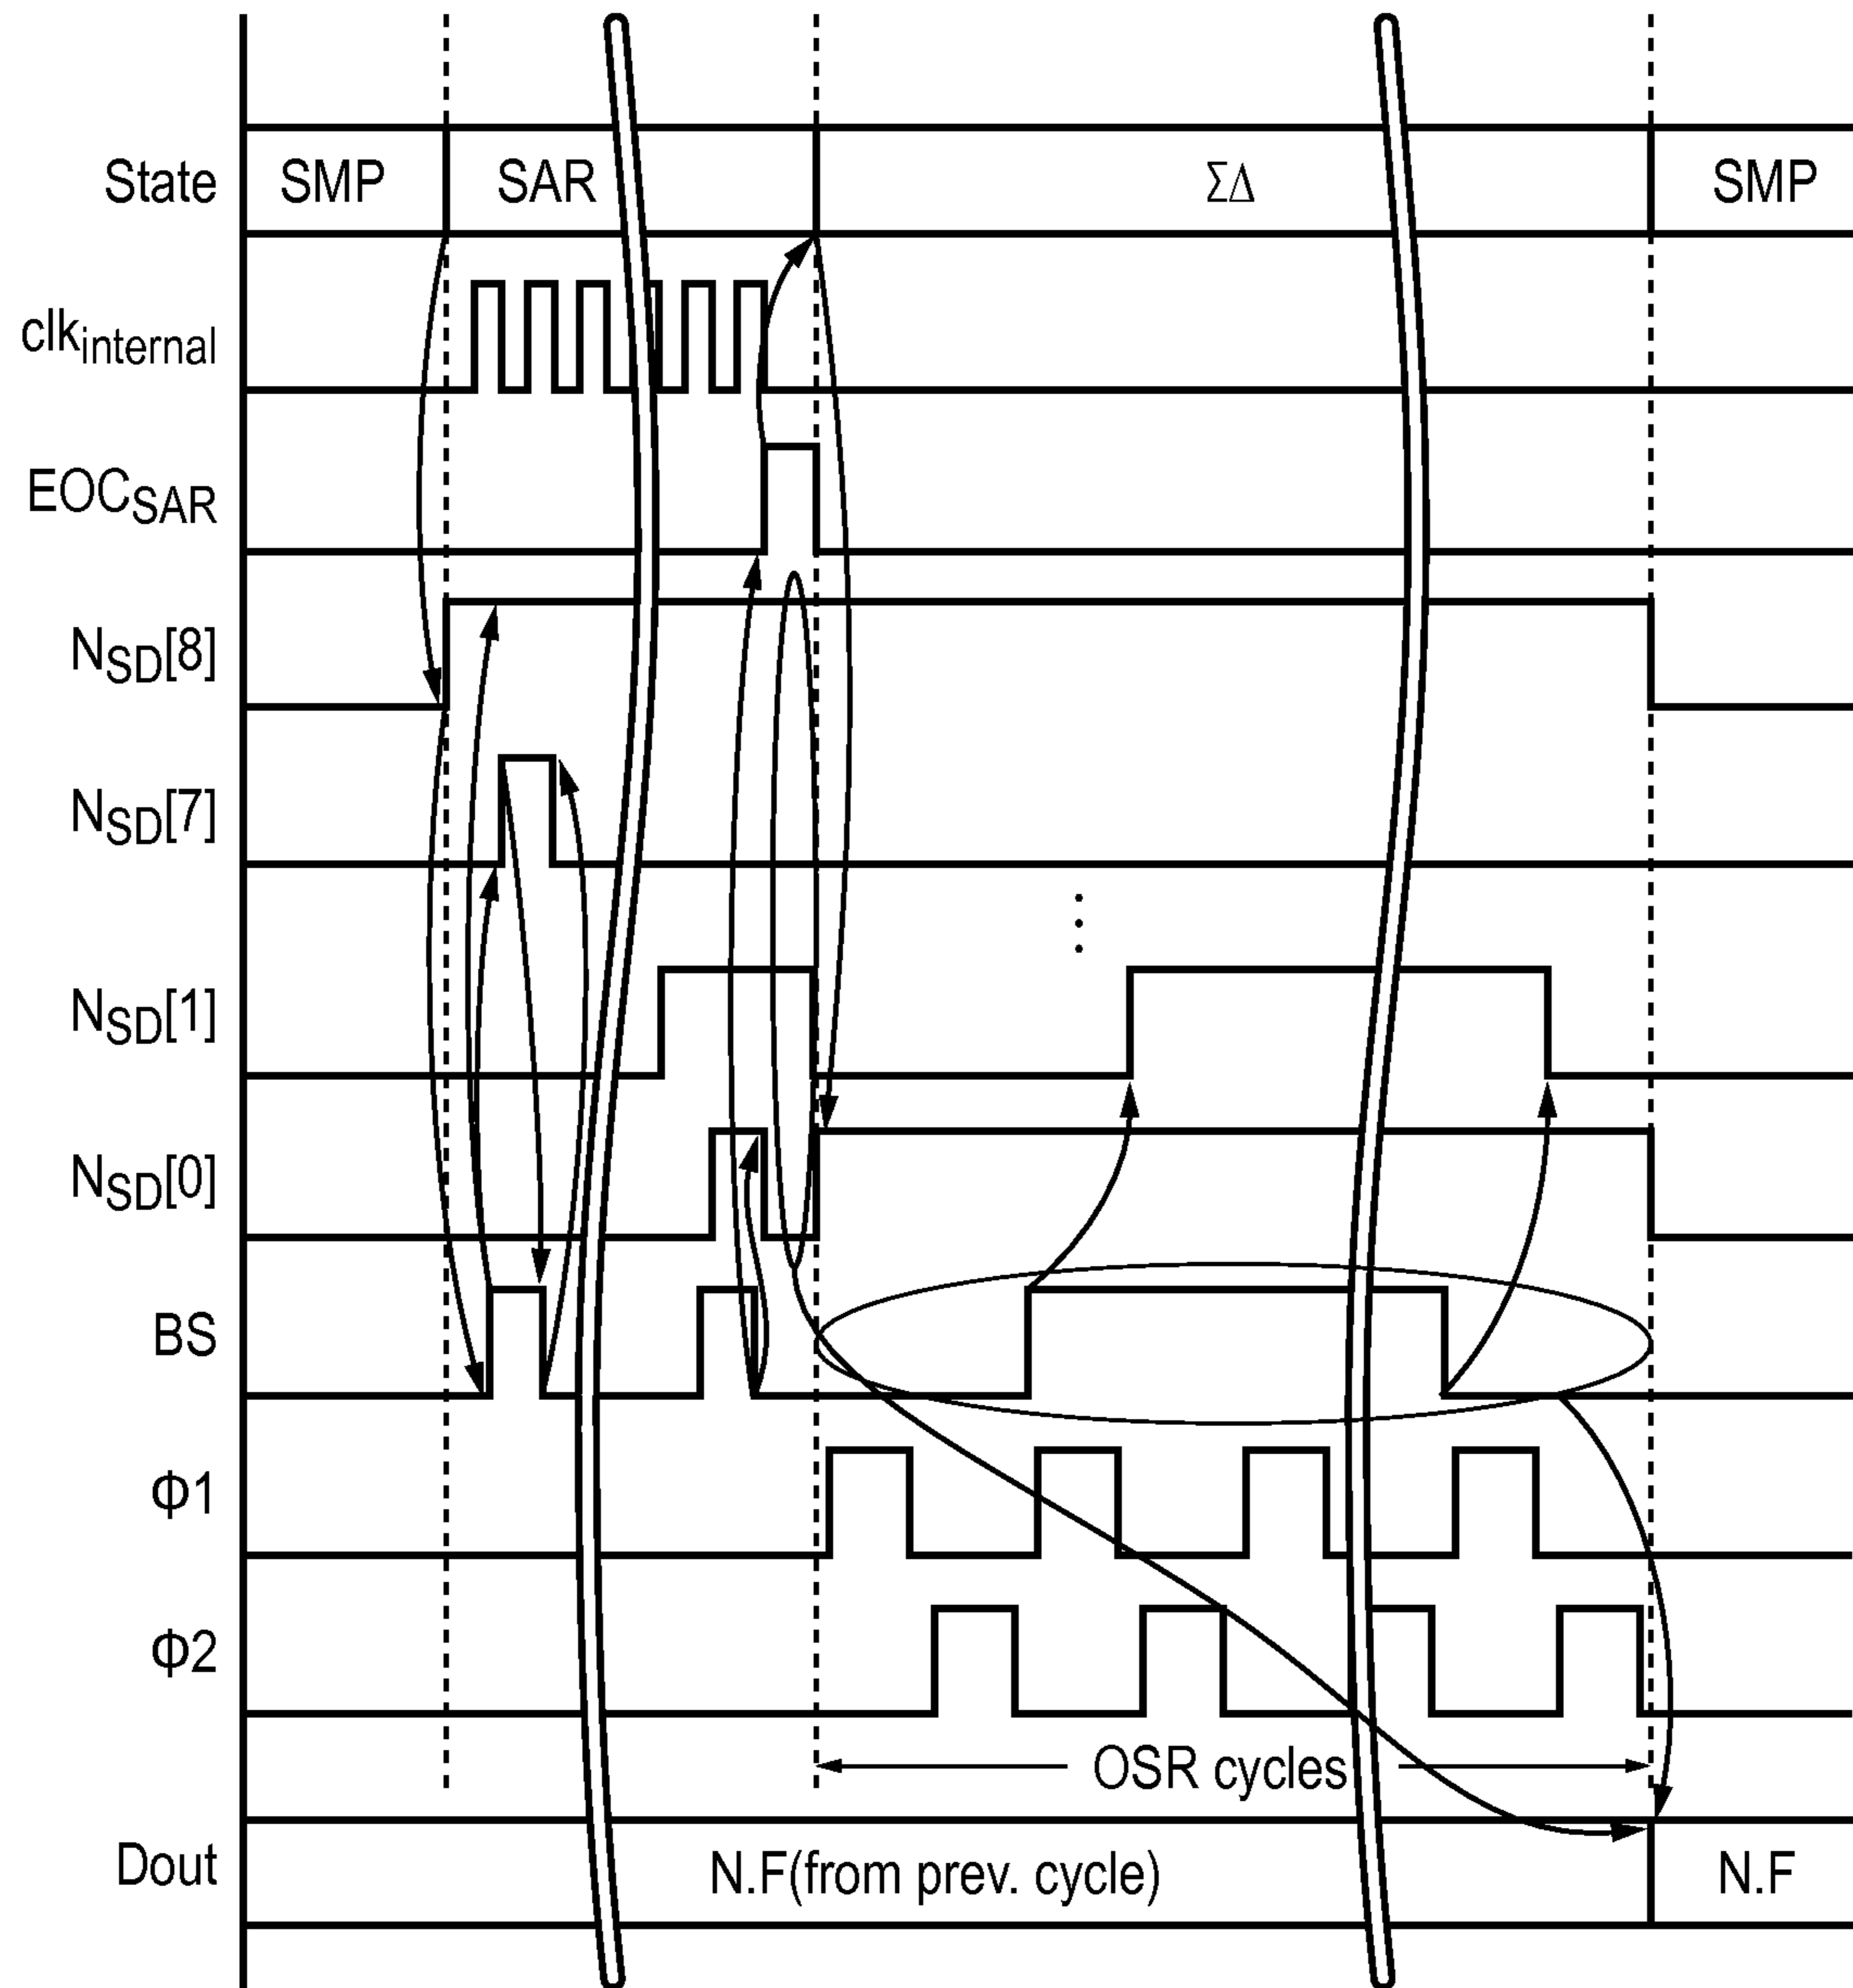 State SMP SAR ΣΔ SMP
clkinternal
EOCSAR
NSD[8]
NSD[7]
NSD[1]
NSD[0]
BS
Φ1
Φ2
OSR cycles
Dout N.F(from prev. cycle) N.F